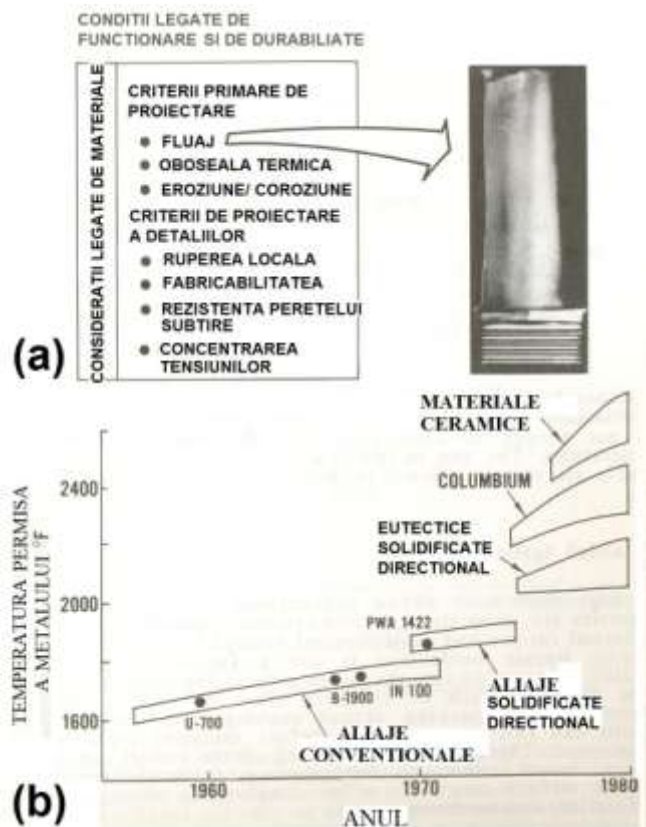 CONDITII LEGATE DE
FUNCTIONARE SI DE DURABILIATE
CONSIDERATII LEGATE DE MATERIALE
CRITERII PRIMARE DE
PROIECTARE
FLUAJ
OBOSEALA TERMICA
EROZIUNE/ COROZIUNE
CRITERII DE PROIECTARE
A DETALIILOR
RUPEREA LOCALA
FABRICABILITATEA
REZISTENTA PERETELUI
SUBTIRE
CONCENTRAREA
TENSIUNILOR
(a)
TEMPERATURA PERMISA
A METALULUI °F
2400
2000
1600
MATERIALE
CERAMICE
COLUMBIUM
EUTECTICE
SOLIDIFICATE
DIRECTIONAL
PWA 1422
U-700
B-1900
IN 100
ALIAJE
CONVENTIONALE
ALIAJE
SOLIDIFICATE
DIRECTIONAL
1960
1970
1980
ANUL
(b)